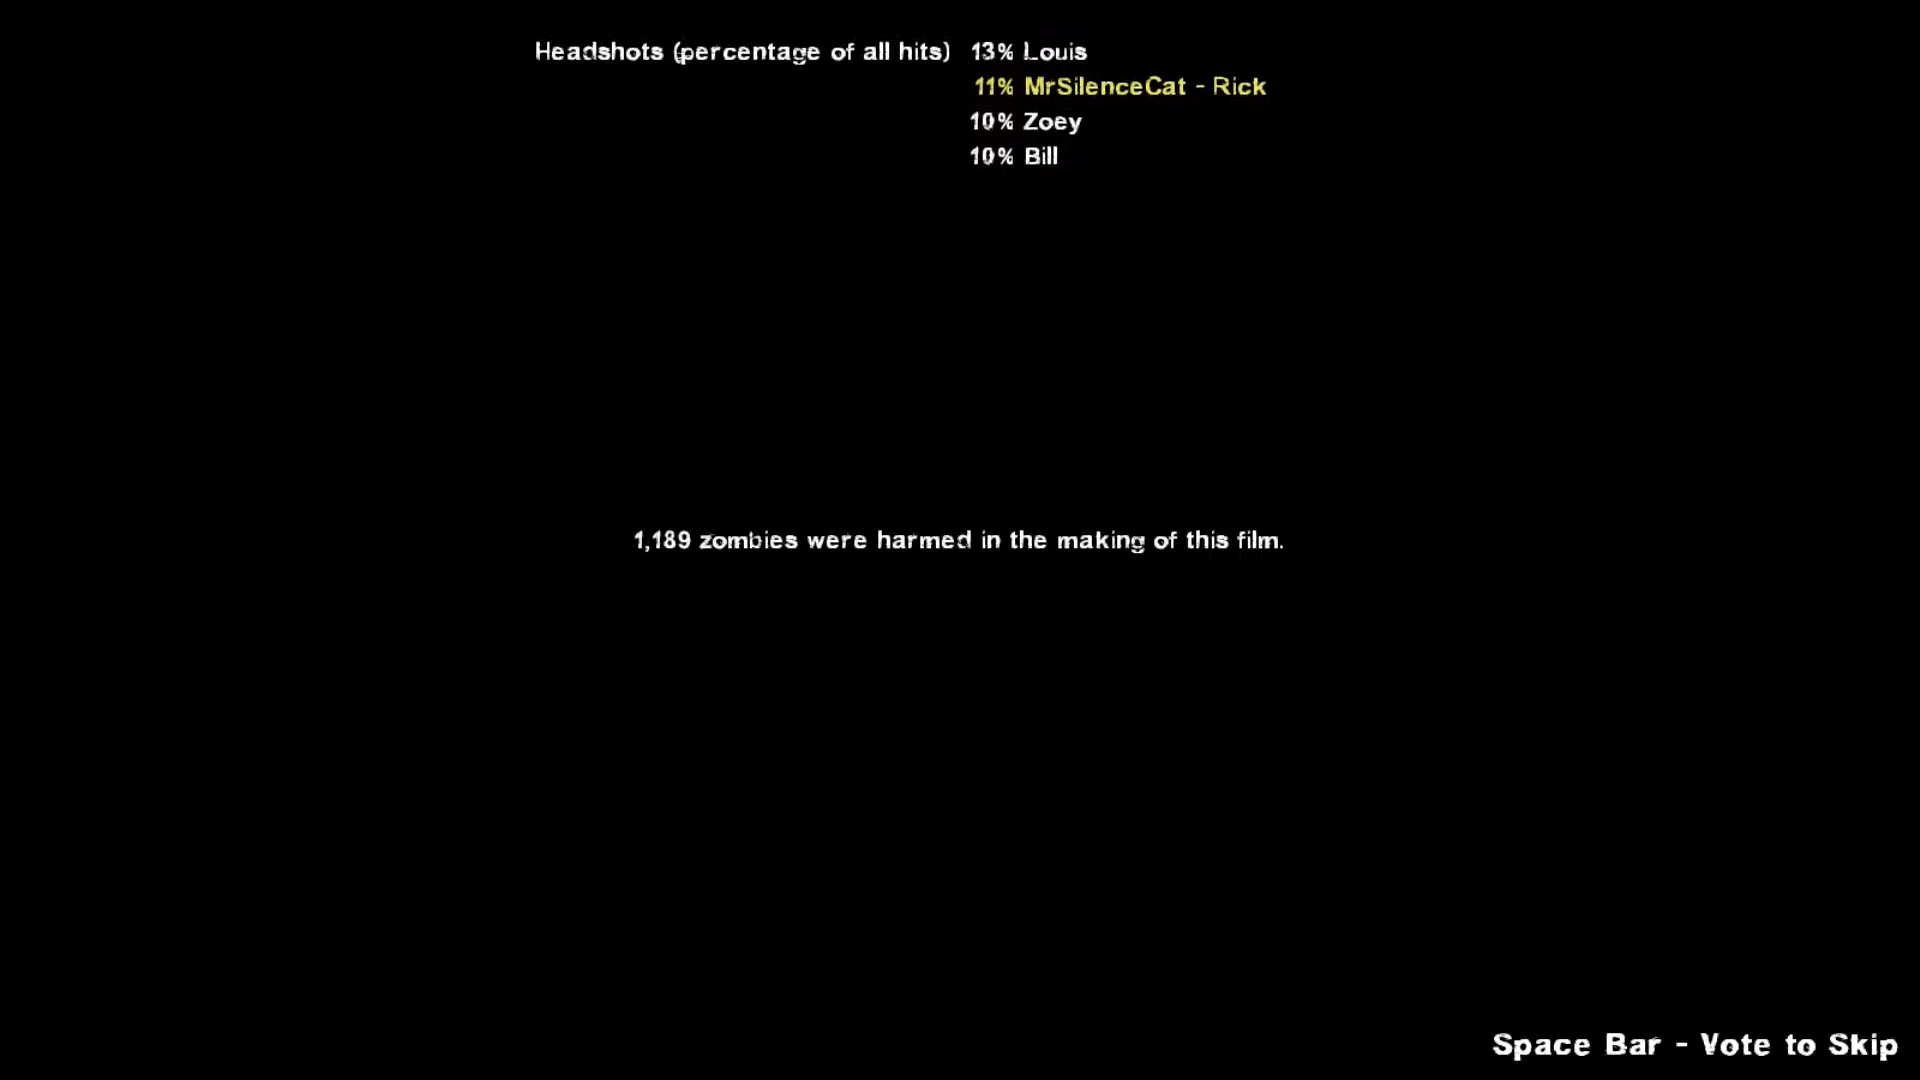 Headshots (percentage of all hits) 13% Louis
11% MrSilenceCat - Rick
10% Zoey
10% Bill
1,189 zombies were harmed in the making of this film.
Space Bar - Vote to Skip